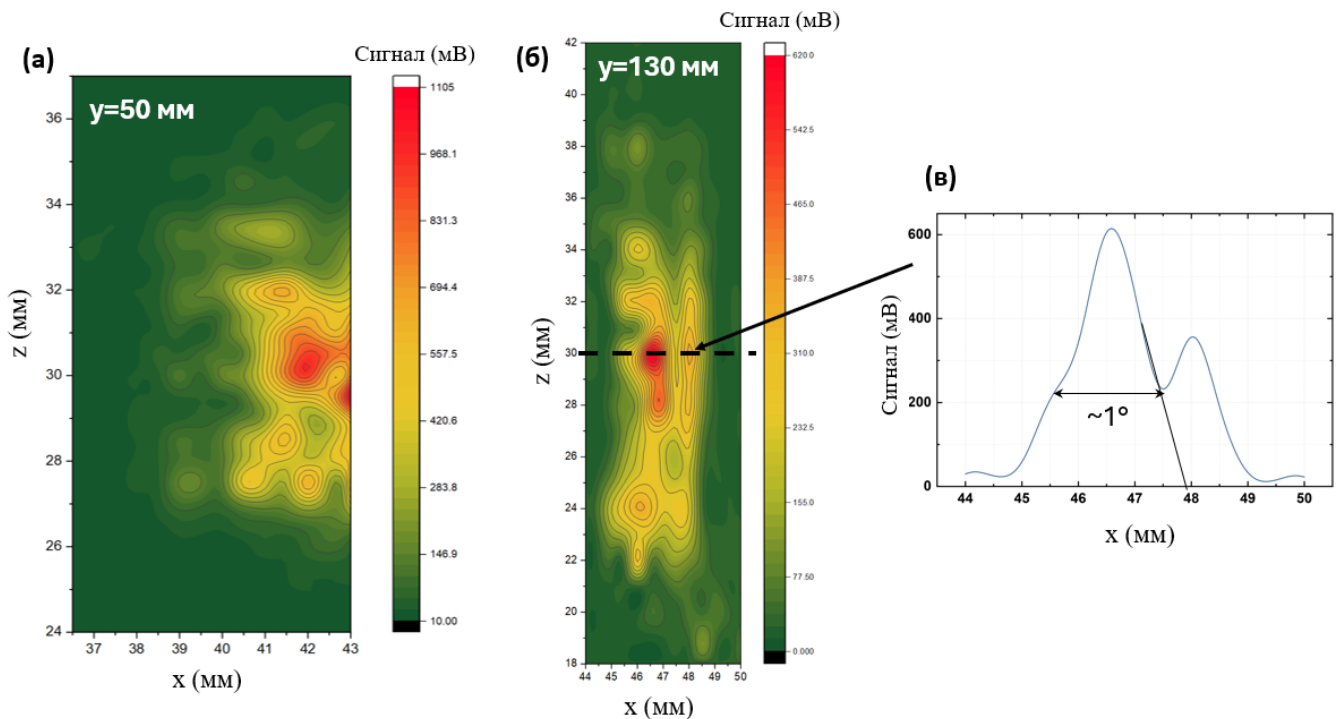 (а)
Сигнал (мВ)
y=50 мм
1105
968.1
831.3
694.4
557.5
420.6
283.8
146.9
10.00
36
34
32
30
28
26
24
z (мм)
37 38 39 40 41 42 43
x (мм)
(б)
Сигнал (мВ)
y=130 мм
620.0
542.5
465.0
387.5
310.0
232.5
155.0
77.50
0.000
42
40
38
36
34
32
30
28
26
24
22
20
18
z (мм)
44 45 46 47 48 49 50
x (мм)
(в)
600
400
200
0
Сигнал (мВ)
~1°
44 45 46 47 48 49 50
x (мм)